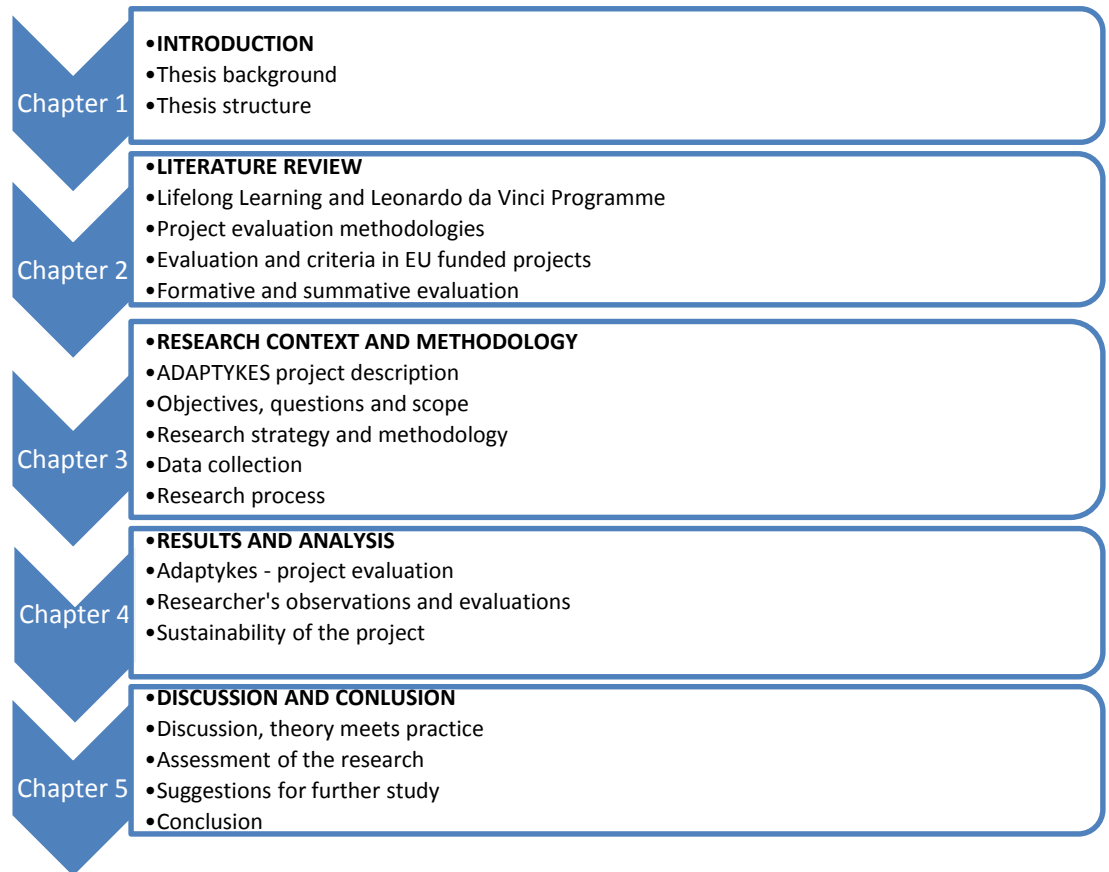 Chapter 1
•INTRODUCTION
•Thesis background
•Thesis structure
Chapter 2
•LITERATURE REVIEW
•Lifelong Learning and Leonardo da Vinci Programme
•Project evaluation methodologies
•Evaluation and criteria in EU funded projects
•Formative and summative evaluation
Chapter 3
•RESEARCH CONTEXT AND METHODOLOGY
•ADAPTYKES project description
•Objectives, questions and scope
•Research strategy and methodology
•Data collection
•Research process
Chapter 4
•RESULTS AND ANALYSIS
•Adaptykes - project evaluation
•Researcher's observations and evaluations
•Sustainability of the project
Chapter 5
•DISCUSSION AND CONLUSION
•Discussion, theory meets practice
•Assessment of the research
•Suggestions for further study
•Conclusion